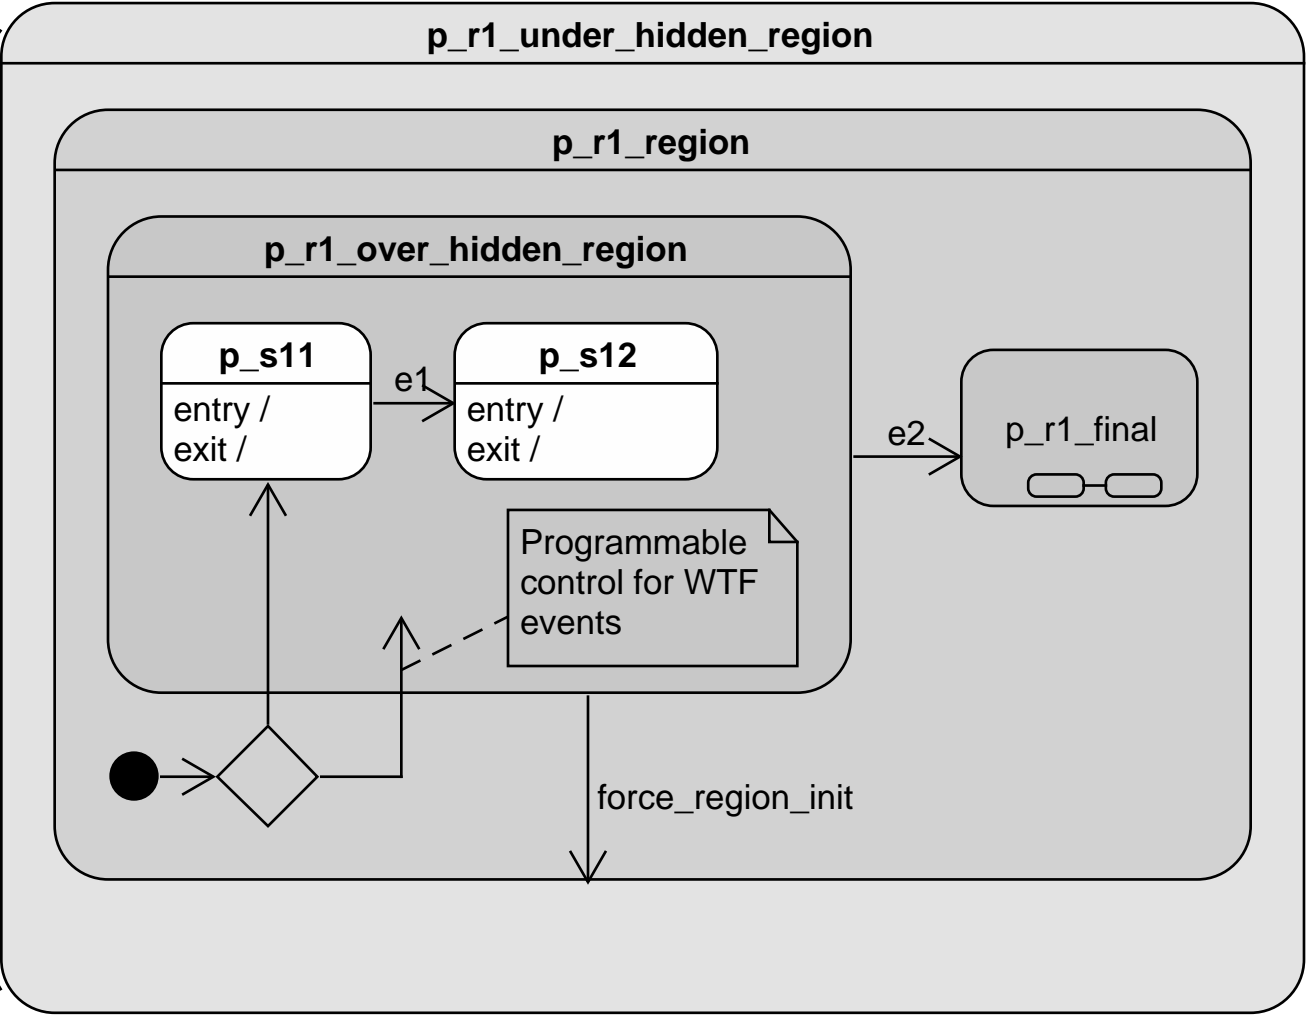 p_r1_under_hidden_region
p_r1_region
p_r1_over_hidden_region
p_s11
entry /
exit /
e1
p_s12
entry /
exit /
e2
p_r1_final
Programmable
control for WTF
events
force_region_init